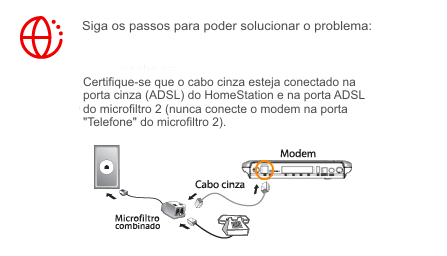 Siga os passos para poder solucionar o problema:
Certifique-se que o cabo cinza esteja conectado na
porta cinza (ADSL) do HomeStation e na porta ADSL
do microfiltro 2 (nunca conecte o modem na porta
"Telefone" do microfiltro 2).
Modem
Cabo cinza
Microfiltro
combinado